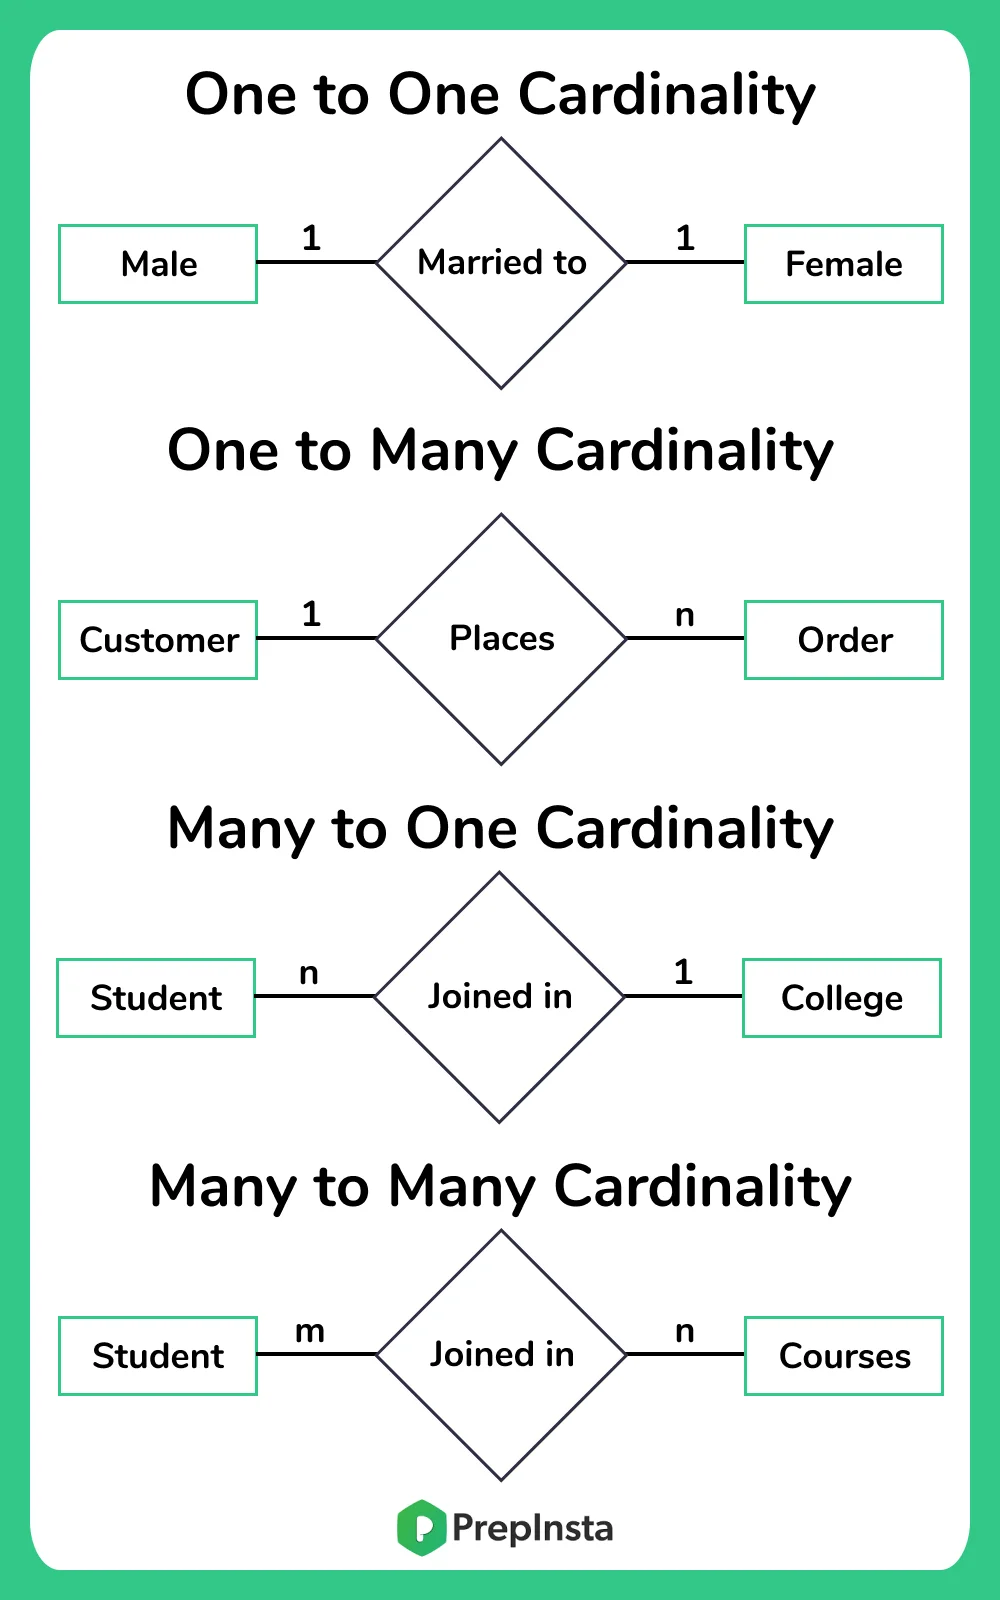 One to One Cardinality
1 1
Male Married to Female
One to Many Cardinality
1 n
Customer Places Order
Many to One Cardinality
n 1
Student Joined in College
Many to Many Cardinality
m n
Student Joined in Courses
PrepInsta